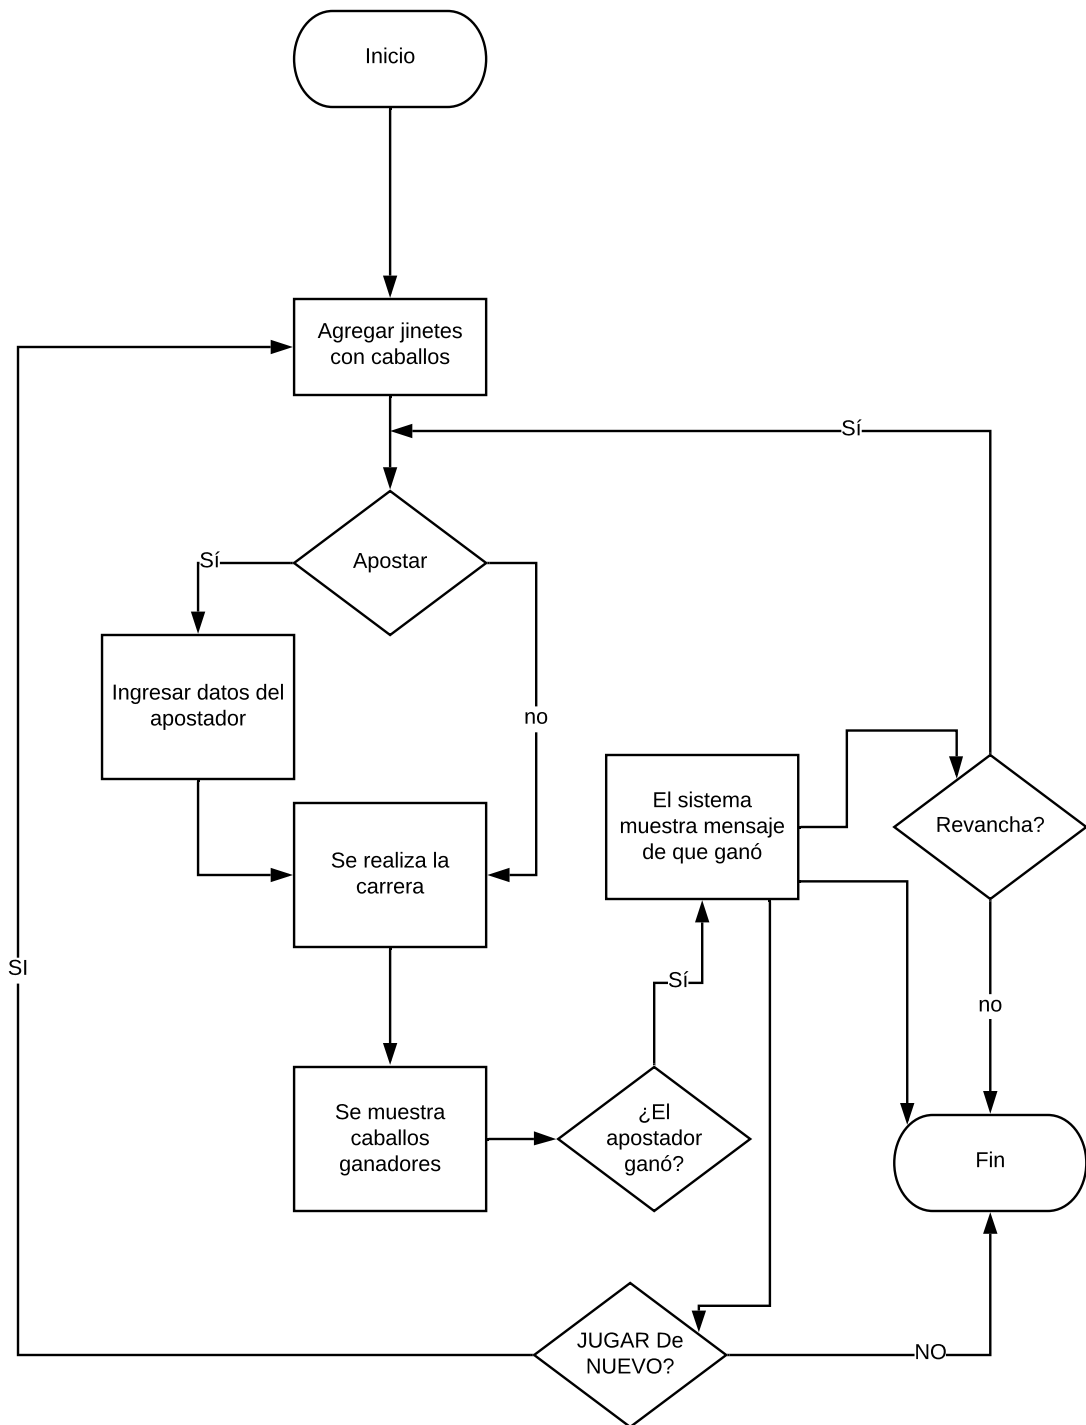 Inicio
Agregar jinetes
con caballos
Sí
Apostar
Sí
Ingresar datos del
apostador
no
Se realiza la
carrera
El sistema
muestra mensaje
de que ganó
Revancha?
SI
Sí
no
Se muestra
caballos
ganadores
¿El
apostador
ganó?
Fin
JUGAR De
NUEVO?
NO